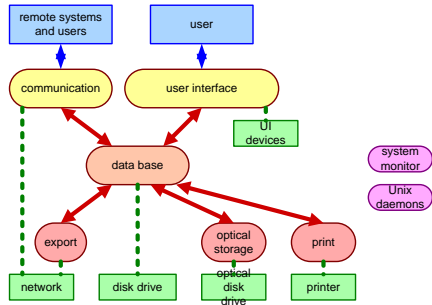 remote systems
and users
user
communication
user interface
UI
devices
data base
system
monitor
Unix
daemons
export
optical
storage
print
network
disk drive
optical
disk
drive
printer